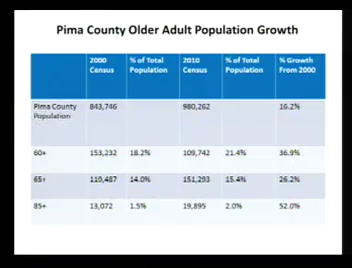 Pima County Older Adult Population Growth
2000 Census % of Total Population 2010 Census % of Total Population % Growth From 2000
Pima County Population 843,746 980,262 16.2%
60+ 153,232 18.2% 109,742 21.4% 36.9%
65+ 119,487 14.0% 151,293 15.4% 26.2%
85+ 13,072 1.5% 19,895 2.0% 52.0%